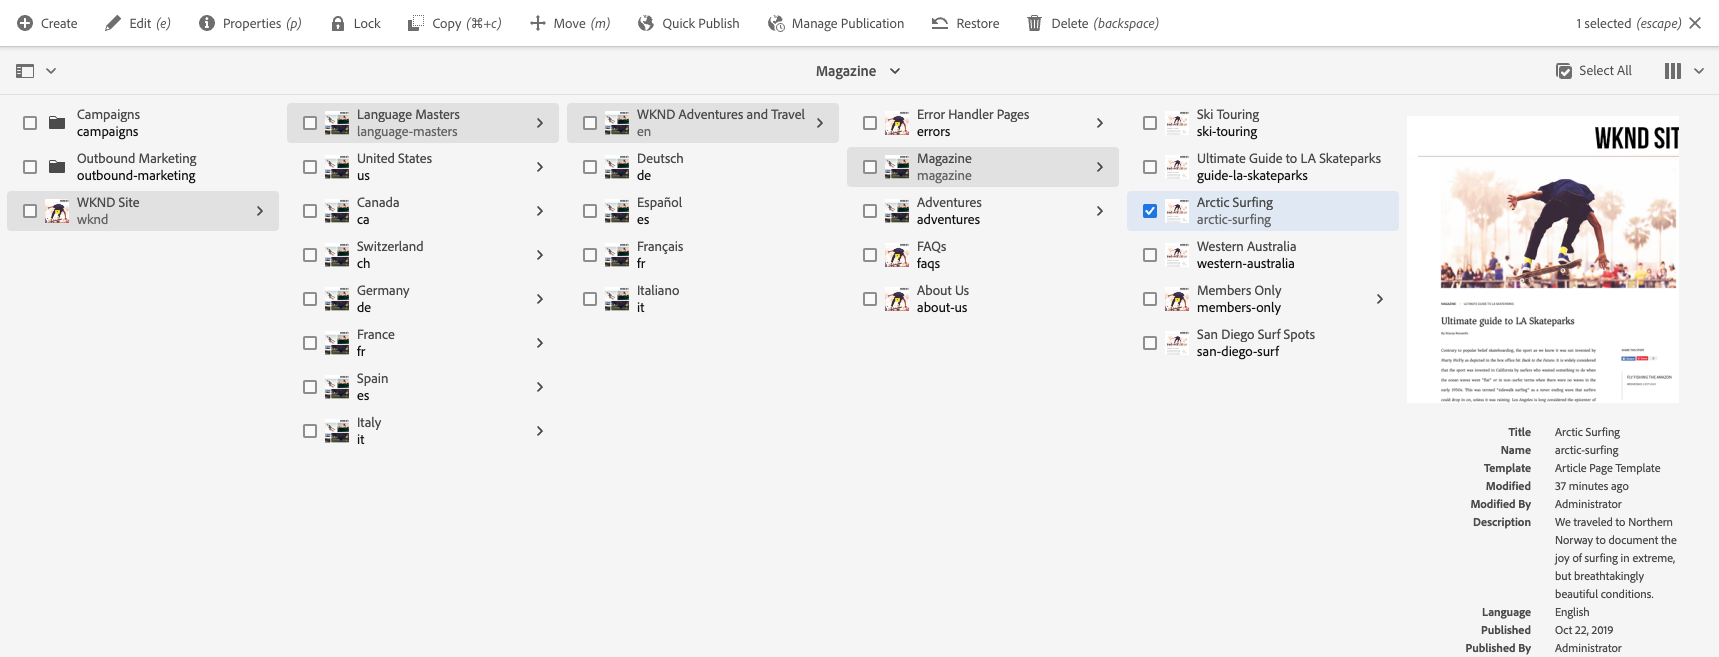 Create Edit (e) Properties (p) Lock Copy (⌘+c) Move (m) Quick Publish Manage Publication Restore Delete (backspace) 1 selected (escape)
Magazine
Select All
Campaigns
campaigns
Outbound Marketing
outbound-marketing
WKND Site
wknd
Language Masters
language-masters
United States
us
Canada
ca
Switzerland
ch
Germany
de
France
fr
Spain
es
Italy
it
WKND Adventures and Travel
en
Deutsch
de
Español
es
Français
fr
Italiano
it
Error Handler Pages
errors
Magazine
magazine
Adventures
adventures
FAQs
faqs
About Us
about-us
Ski Touring
ski-touring
Ultimate Guide to LA Skateparks
guide-la-skateparks
Arctic Surfing
arctic-surfing
Western Australia
western-australia
Members Only
members-only
San Diego Surf Spots
san-diego-surf
WKND SIT
Ultimate guide to LA Skateparks
Title Arctic Surfing
Name arctic-surfing
Template Article Page Template
Modified 37 minutes ago
Modified By Administrator
Description We traveled to Northern
Norway to document the
joy of surfing in extreme,
but breathtakingly
beautiful conditions.
Language English
Published Oct 22, 2019
Published By Administrator